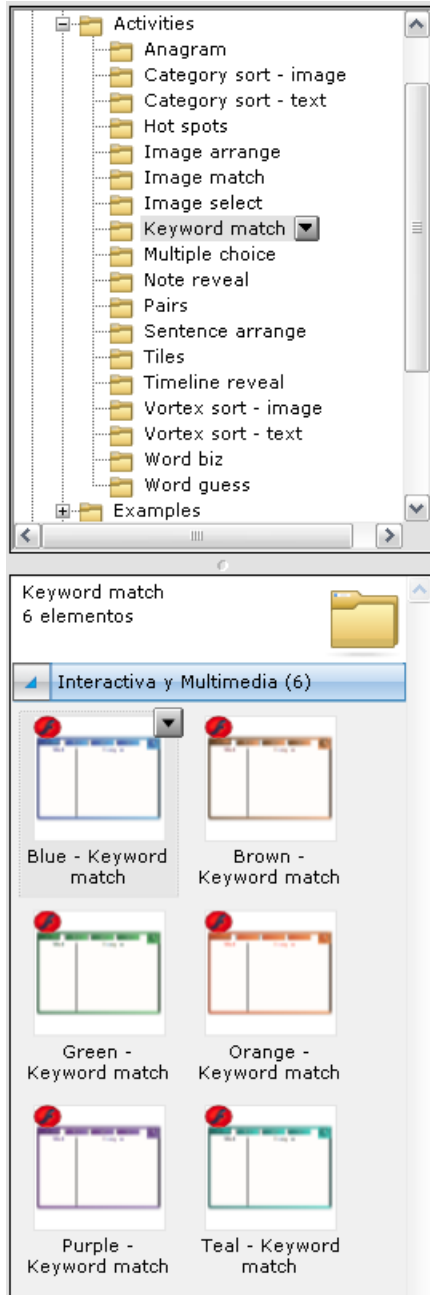 Activities
Anagram
Category sort - image
Category sort - text
Hot spots
Image arrange
Image match
Image select
Keyword match
Multiple choice
Note reveal
Pairs
Sentence arrange
Tiles
Timeline reveal
Vortex sort - image
Vortex sort - text
Word biz
Word guess
Examples
Keyword match
6 elementos
Interactiva y Multimedia (6)
Blue - Keyword
match
Brown -
Keyword match
Green -
Keyword match
Orange -
Keyword match
Purple -
Keyword match
Teal - Keyword
match